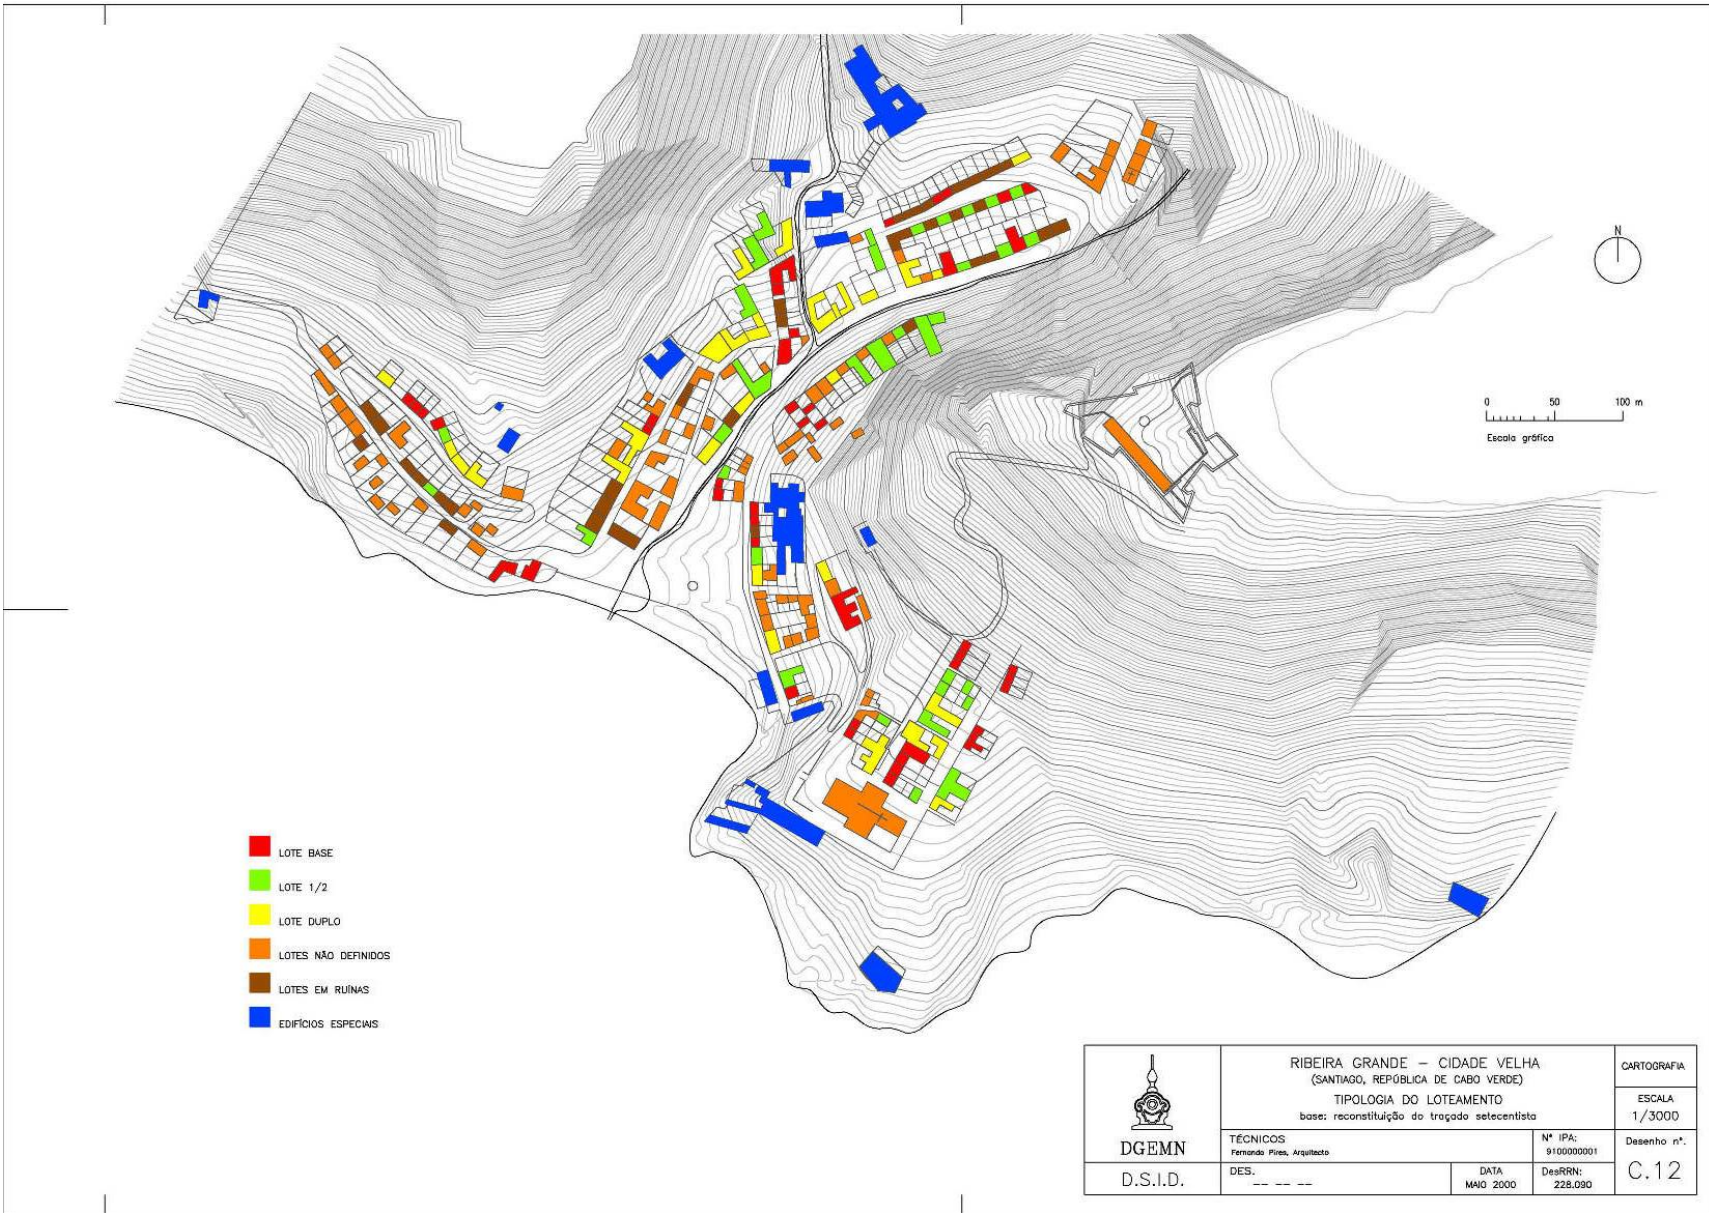 N
0 50 100 m
Escala gráfica
LOTE BASE
LOTE 1/2
LOTE DUPLO
LOTES NÃO DEFINIDOS
LOTES EM RUÍNAS
EDIFÍCIOS ESPECIAIS
DGEMN
D.S.I.D.
RIBEIRA GRANDE – CIDADE VELHA
(SANTIAGO, REPÚBLICA DE CABO VERDE)
TIPOLOGIA DO LOTEAMENTO
base: reconstituição do traçado setecentista
TÉCNICOS
Fernando Pires, Arquitecto
Nº IPA:
9100000001
DES.
-- -- --
DATA
MAIO 2000
DesRRN:
228.090
CARTOGRAFIA
ESCALA
1/3000
Desenho nº.
C.12